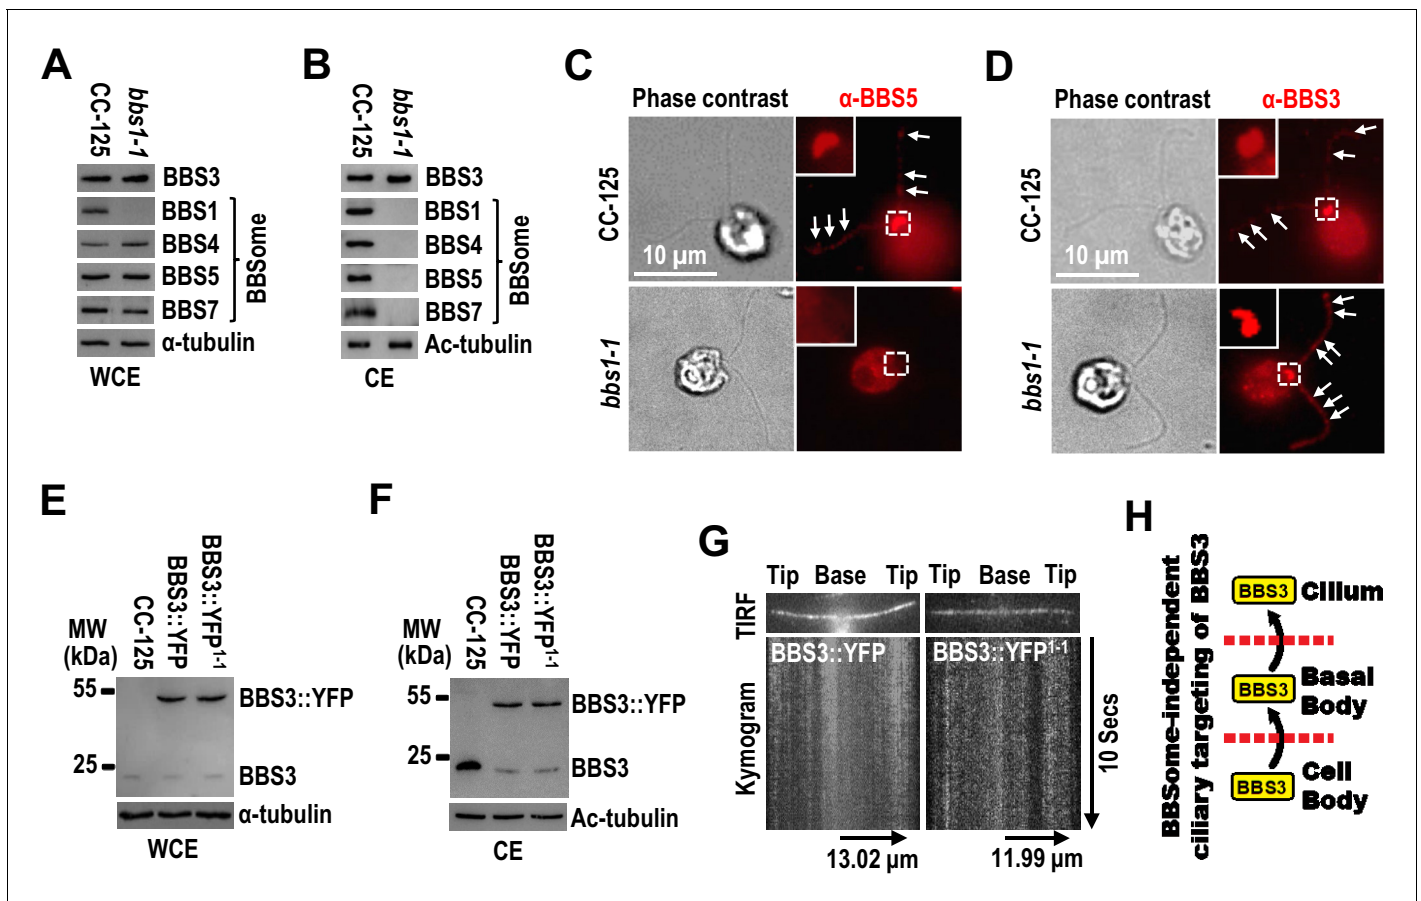 A
CC-125
bbs1-1
BBS3
BBS1
BBS4
BBS5
BBS7
BBSome
α-tubulin
WCE
B
CC-125
bbs1-1
BBS3
BBS1
BBS4
BBS5
BBS7
BBSome
Ac-tubulin
CE
C
Phase contrast
α-BBS5
CC-125
10 µm
bbs1-1
D
Phase contrast
α-BBS3
CC-125
10 µm
bbs1-1
E
MW
(kDa)
CC-125
BBS3::YFP
BBS3::YFP1-1
55
25
BBS3::YFP
BBS3
α-tubulin
WCE
F
MW
(kDa)
CC-125
BBS3::YFP
BBS3::YFP1-1
55
25
BBS3::YFP
BBS3
Ac-tubulin
CE
G
Tip Base Tip
Tip Base Tip
TIRF
Kymogram
BBS3::YFP
BBS3::YFP1-1
10 Secs
13.02 µm
11.99 µm
H
BBSome-independent
ciliary targeting of BBS3
BBS3 Cilium
BBS3 Basal
Body
BBS3 Cell
Body